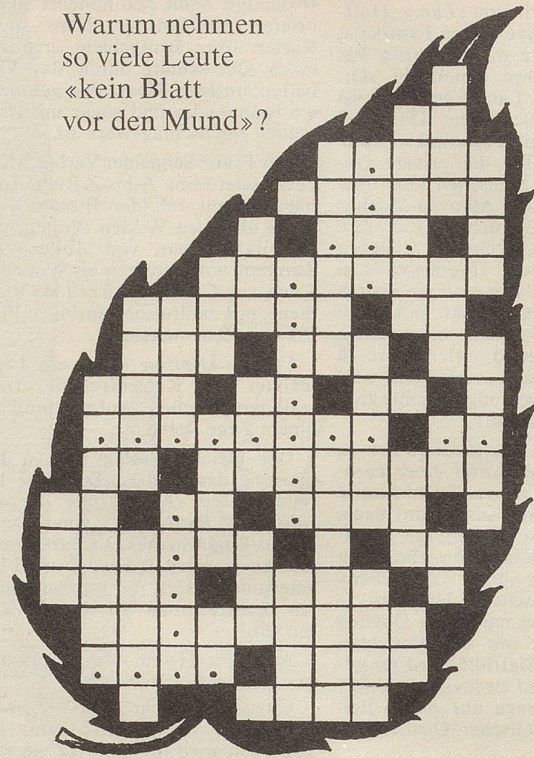 Warum nehmen
so viele Leute
«kein Blatt
vor den Mund»?